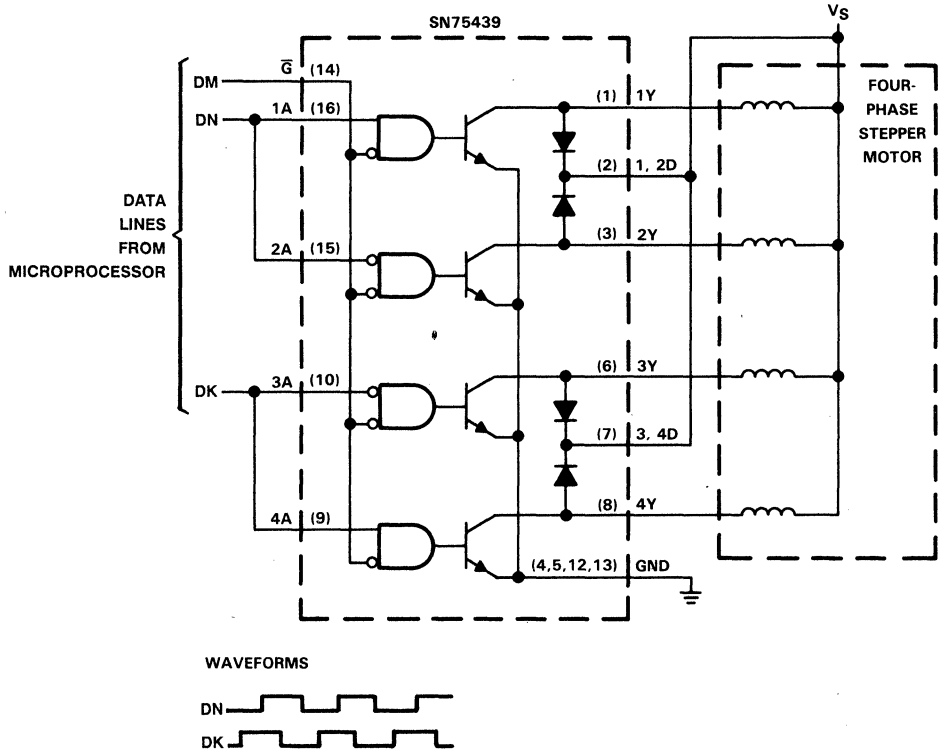 SN75439
VS
DM
G (14)
DN
1A (16)
(1) 1Y
FOUR-
PHASE
STEPPER
MOTOR
(2) 1, 2D
DATA
LINES
FROM
MICROPROCESSOR
2A (15)
(3) 2Y
DK
3A (10)
(6) 3Y
(7) 3, 4D
4A (9)
(8) 4Y
(4,5,12,13) GND
WAVEFORMS
DN
DK